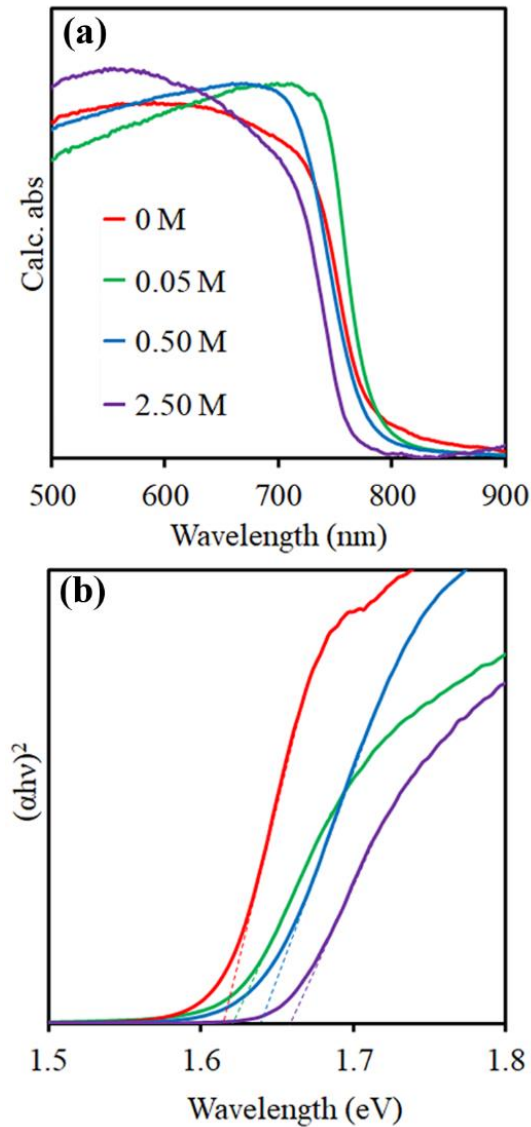 (a)
Calc. abs
0 M
0.05 M
0.50 M
2.50 M
500 600 700 800 900
Wavelength (nm)
(b)
(αhν)²
1.5 1.6 1.7 1.8
Wavelength (eV)